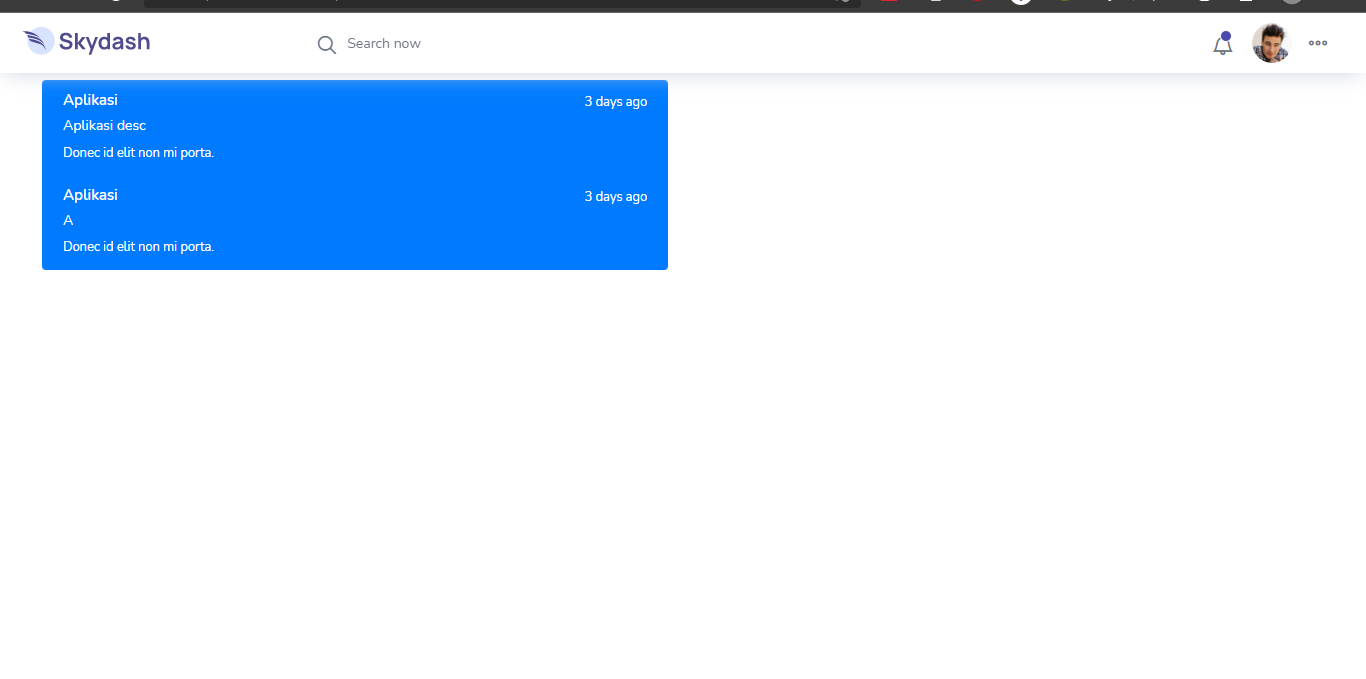 Skydash
Search now
Aplikasi
3 days ago
Aplikasi desc
Donec id elit non mi porta.
Aplikasi
3 days ago
A
Donec id elit non mi porta.